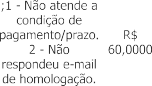 ;1 - Não atende a
condição de
pagamento/prazo.
2 - Não
respondeu e-mail
de homologação.
R$
60,0000